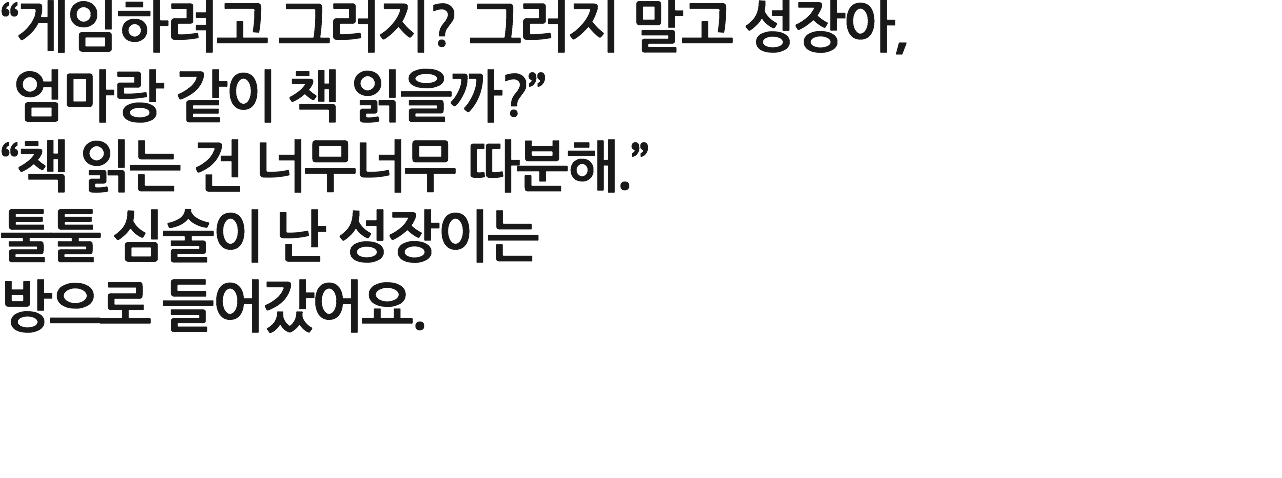 “게임하려고 그러지? 그러지 말고 성장아,
엄마랑 같이 책 읽을까?”
“책 읽는 건 너무너무 따분해.”
툴툴 심술이 난 성장이는
방으로 들어갔어요.